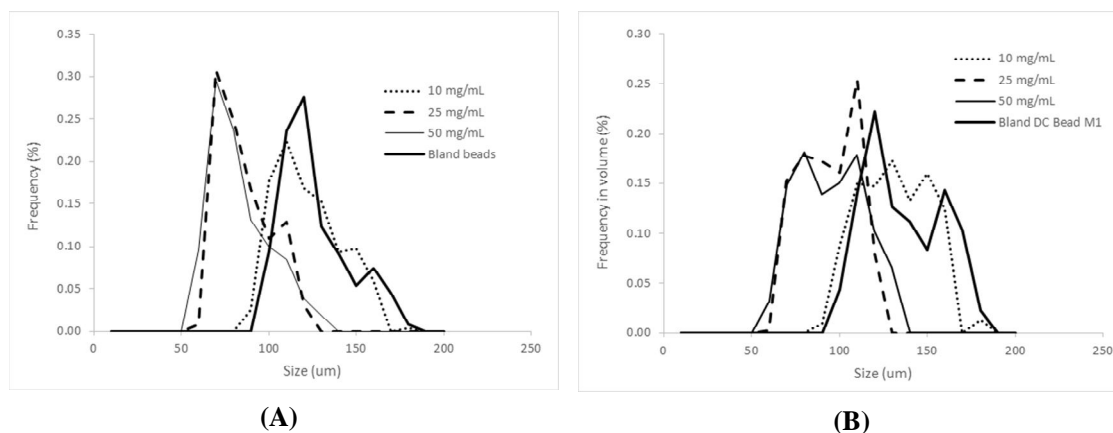 Frequency (%)
0.35
0.30
0.25
0.20
0.15
0.10
0.05
0.00
0
50
100
150
200
250
Size (um)
10 mg/mL
25 mg/mL
50 mg/mL
Bland beads
(A)
Frequency in volume (%)
0.30
0.25
0.20
0.15
0.10
0.05
0.00
0
50
100
150
200
250
Size (um)
10 mg/mL
25 mg/mL
50 mg/mL
Bland DC Bead M1
(B)